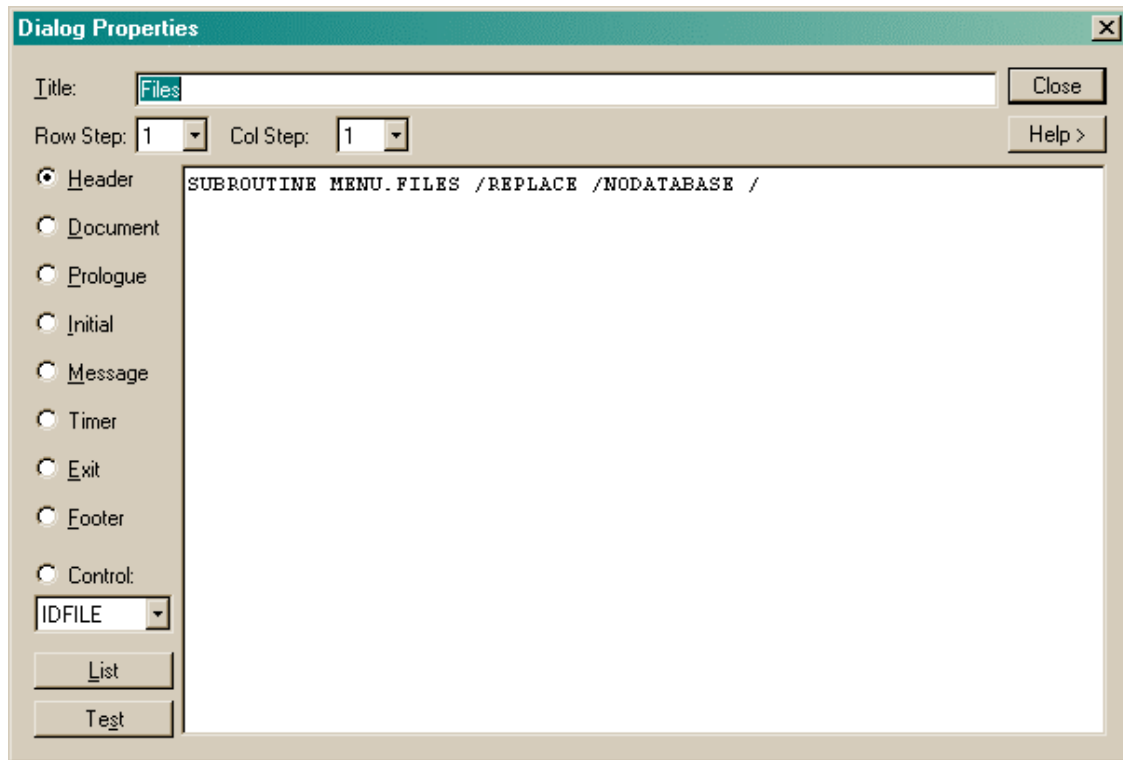 Dialog Properties
Title: Files Close
Row Step: 1 Col Step: 1 Help >
Header
SUBROUTINE MENU.FILES /REPLACE /NODATABASE /
Document
Prologue
Initial
Message
Timer
Exit
Footer
Control:
IDFILE
List
Test